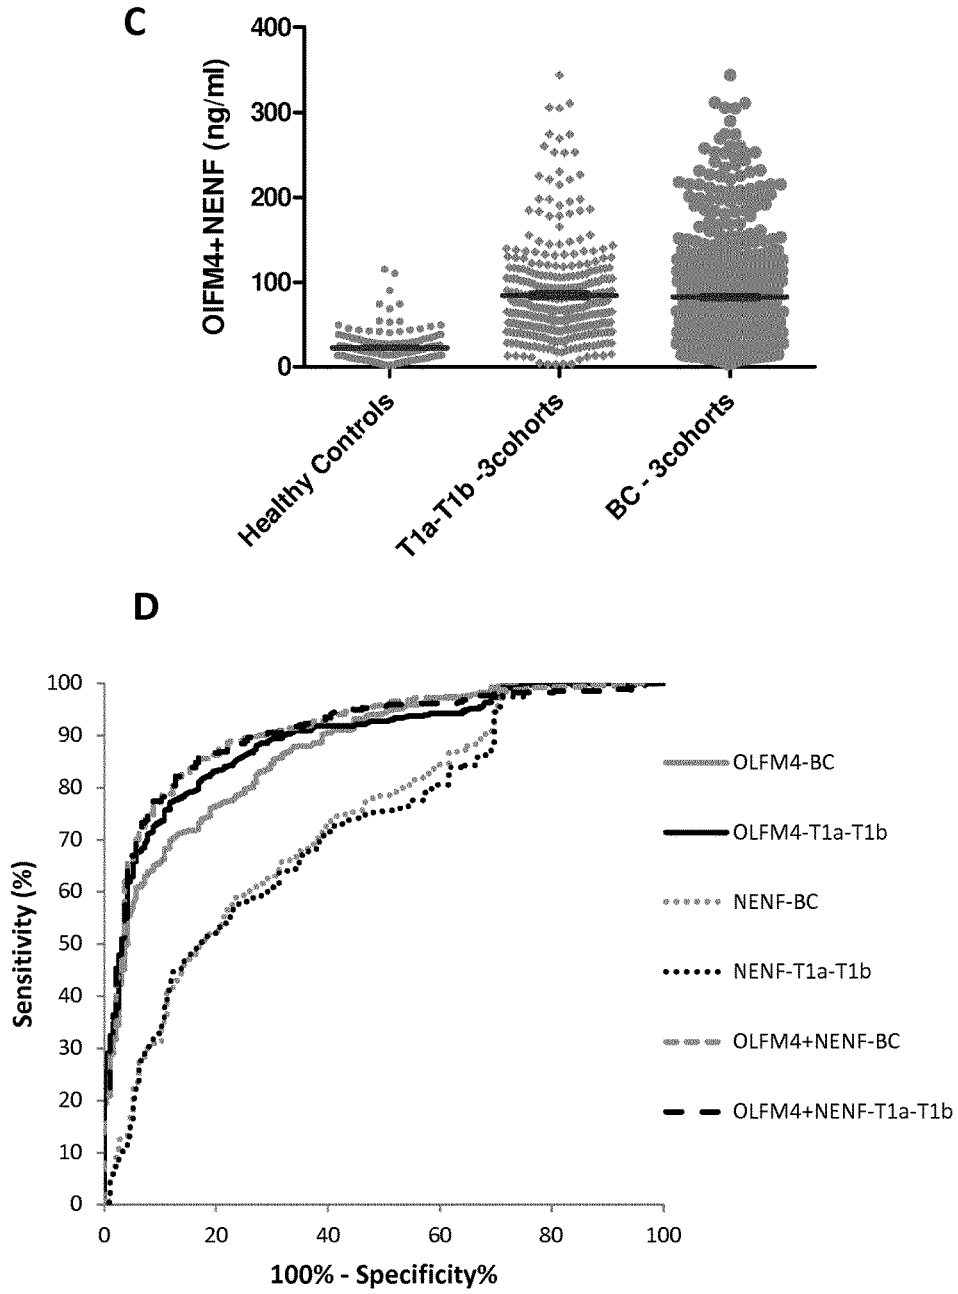 C
OlFM4+NENF (ng/ml)
400
300
200
100
0
Healthy Controls
T1a-T1b -3cohorts
BC - 3cohorts
D
Sensitivity (%)
100
90
80
70
60
50
40
30
20
10
0
0
20
40
60
80
100
100% - Specificity%
OLFM4-BC
OLFM4-T1a-T1b
NENF-BC
NENF-T1a-T1b
OLFM4+NENF-BC
OLFM4+NENF-T1a-T1b